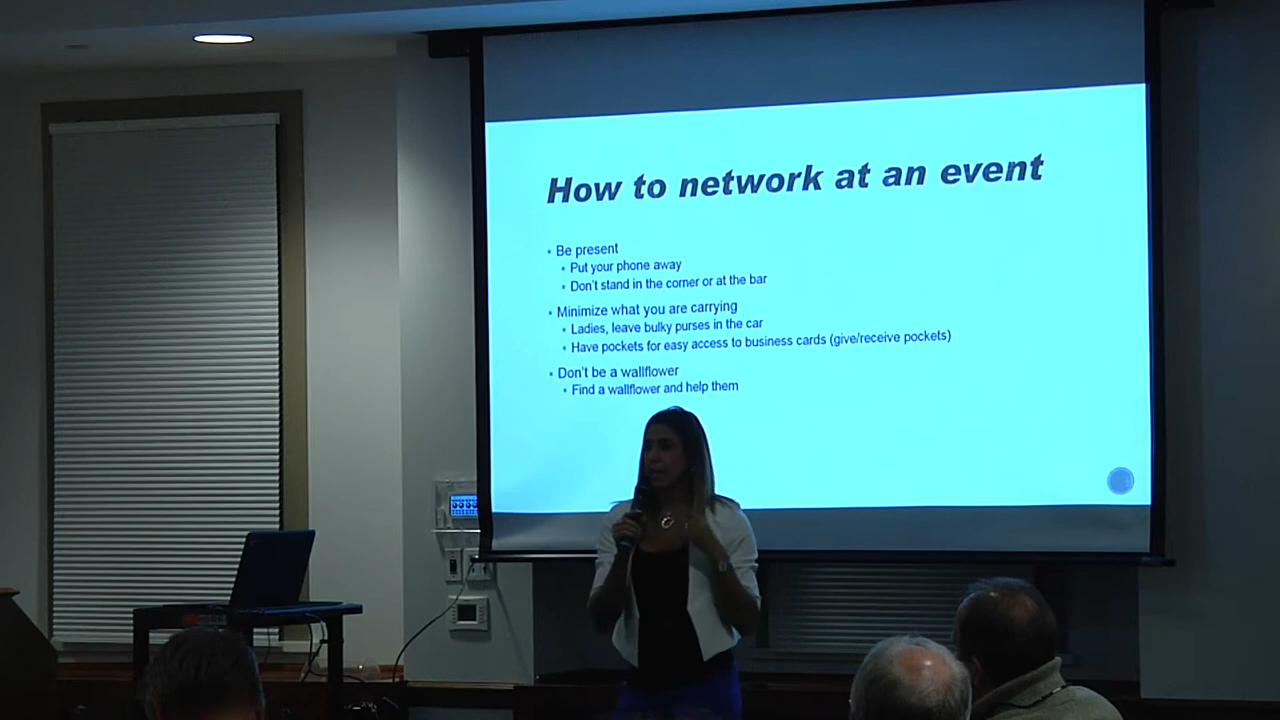 How to network at an event
• Be present
• Put your phone away
• Don't stand in the corner or at the bar
• Minimize what you are carrying
• Ladies, leave bulky purses in the car
• Have pockets for easy access to business cards (give/receive pockets)
• Don't be a wallflower
• Find a wallflower and help them